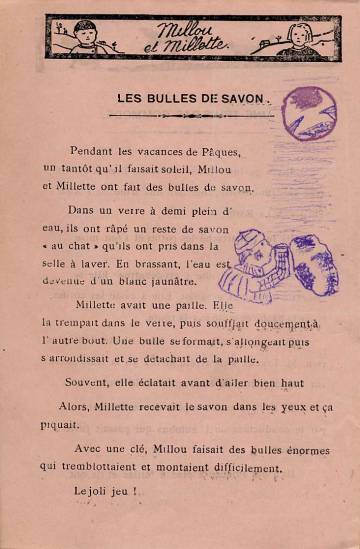 Millou
et Millette.
LES BULLES DE SAVON.
Pendant les vacances de Pâques,
un tantôt qu'il faisait soleil, Millou
et Millette ont fait des bulles de savon.
Dans un verre à demi plein d'
eau, ils ont râpé un reste de savon
« au chat » qu'ils ont pris dans la
selle à laver. En brassant, l'eau est
devenue d'un blanc jaunâtre.
Millette avait une paille. Elle
la trempait dans le verre, puis soufflait doucement à
l'autre bout. Une bulle se formait, s'allongeait puis
s'arrondissait et se détachait de la paille.
Souvent, elle éclatait avant d'aller bien haut
Alors, Millette recevait le savon dans les yeux et ça
piquait.
Avec une clé, Millou faisait des bulles énormes
qui tremblottaient et montaient difficilement.
Le joli jeu !